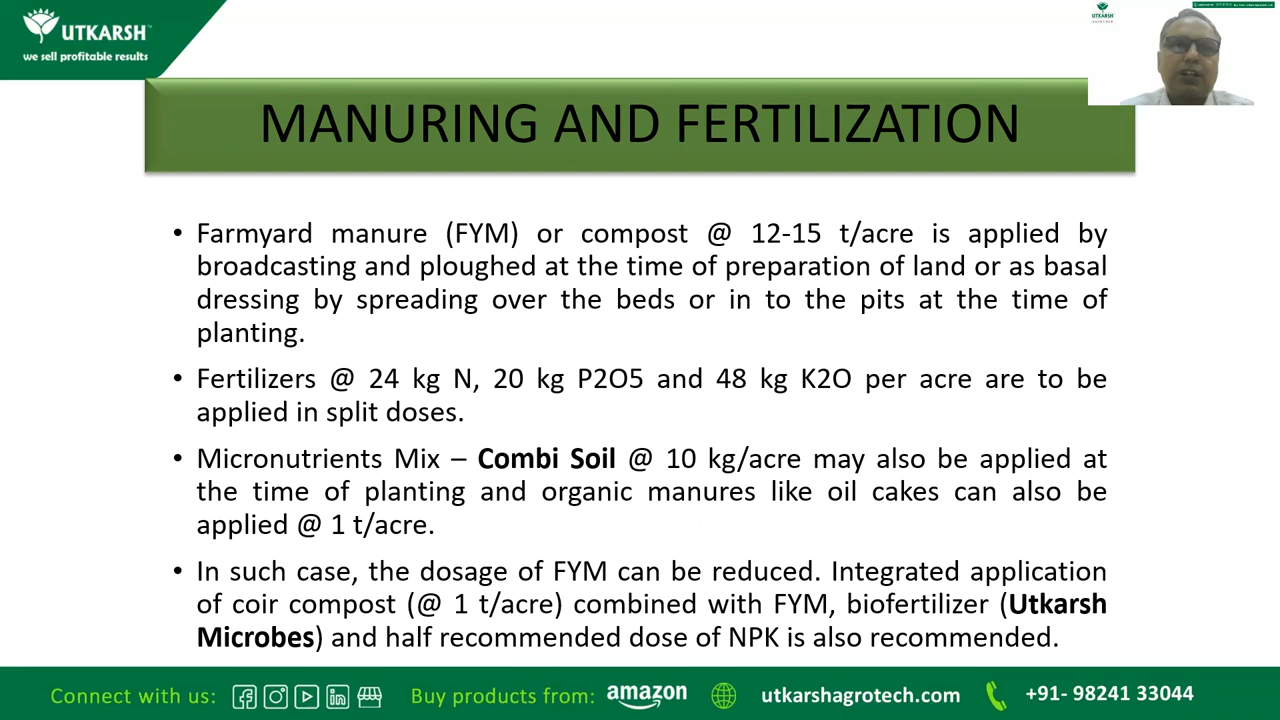 UTKARSH™
we sell profitable results
UTKARSH
MANURING AND FERTILIZATION
• Farmyard manure (FYM) or compost @ 12-15 t/acre is applied by
broadcasting and ploughed at the time of preparation of land or as basal
dressing by spreading over the beds or in to the pits at the time of
planting.
• Fertilizers @ 24 kg N, 20 kg P2O5 and 48 kg K2O per acre are to be
applied in split doses.
• Micronutrients Mix – Combi Soil @ 10 kg/acre may also be applied at
the time of planting and organic manures like oil cakes can also be
applied @ 1 t/acre.
• In such case, the dosage of FYM can be reduced. Integrated application
of coir compost (@ 1 t/acre) combined with FYM, biofertilizer (Utkarsh
Microbes) and half recommended dose of NPK is also recommended.
Connect with us: Buy products from: amazon utkarshagrotech.com +91- 98241 33044